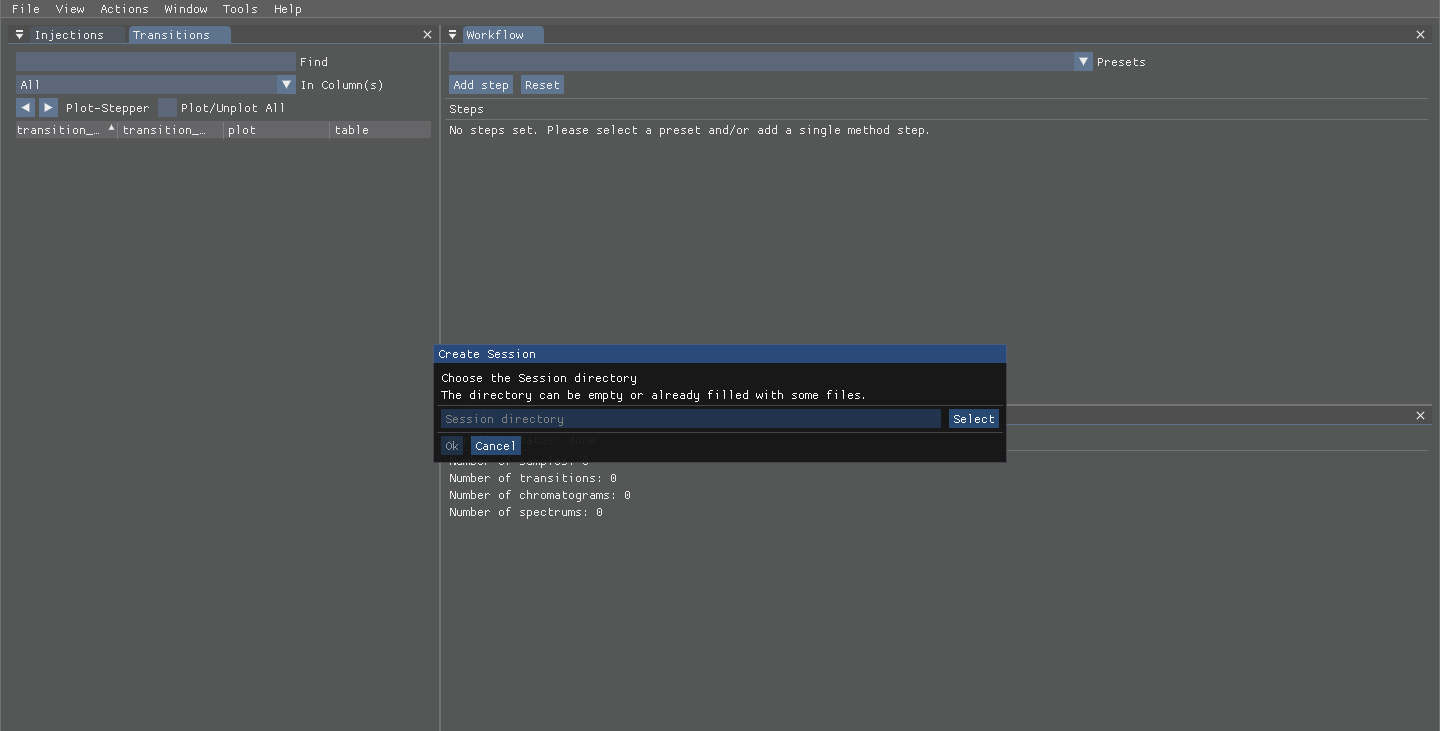 File View Actions Window Tools Help
Injections Transitions
Find
All In Column(s)
Plot-Stepper Plot/Unplot All
transition_… transition_… plot table
Workflow
Presets
Add step Reset
Steps
No steps set. Please select a preset and/or add a single method step.
Create Session
Choose the Session directory
The directory can be empty or already filled with some files.
Session directory Select
Ok Cancel
done
Number of samples: 0
Number of transitions: 0
Number of chromatograms: 0
Number of spectrums: 0